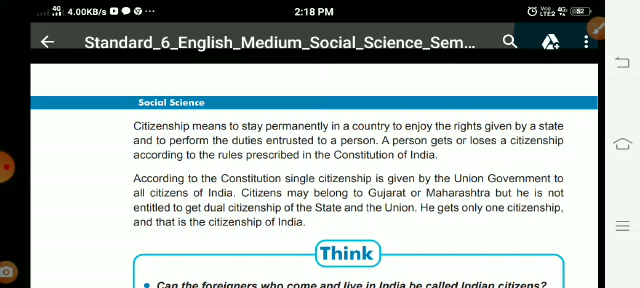 4G 4.00KB/s 2:18 PM VoLTE LTE2 4G 52
Standard_6_English_Medium_Social_Science_Sem...
Social Science
Citizenship means to stay permanently in a country to enjoy the rights given by a state
and to perform the duties entrusted to a person. A person gets or loses a citizenship
according to the rules prescribed in the Constitution of India.
According to the Constitution single citizenship is given by the Union Government to
all citizens of India. Citizens may belong to Gujarat or Maharashtra but he is not
entitled to get dual citizenship of the State and the Union. He gets only one citizenship,
and that is the citizenship of India.
Think
• Can the foreigners who come and live in India be called Indian citizens?